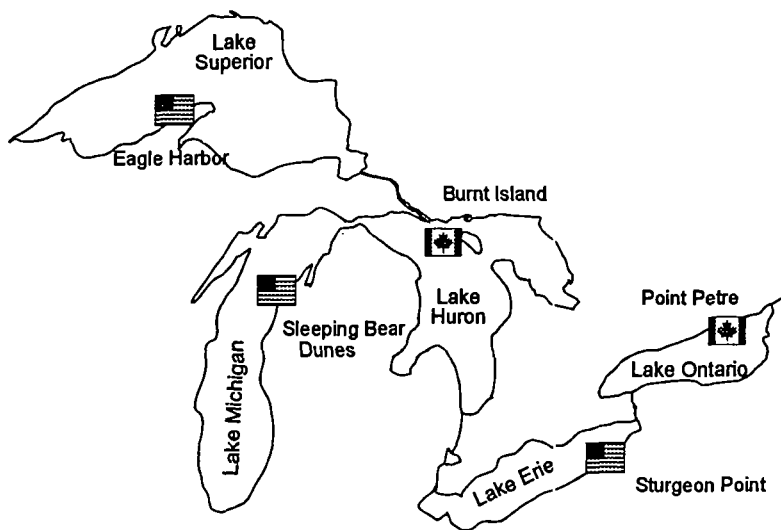 Lake
Superior
Eagle Harbor
Burnt Island
Lake
Huron
Sleeping Bear
Dunes
Lake Michigan
Point Petre
Lake Ontario
Lake Erie
Sturgeon Point